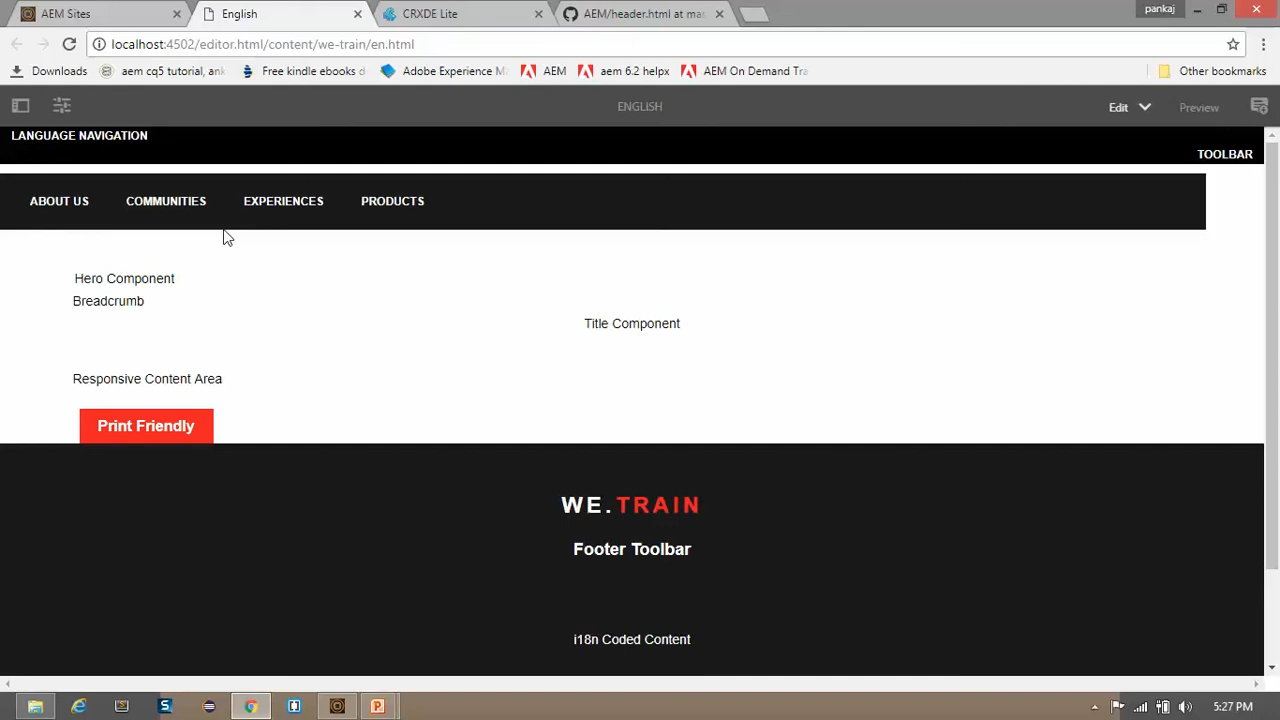 AEM Sites
English
CRXDE Lite
AEM/header.html at mas
pankaj
localhost:4502/editor.html/content/we-train/en.html
Downloads
aem cq5 tutorial, ank
Free kindle ebooks d
Adobe Experience Ma
AEM
aem 6.2 helpx
AEM On Demand Tra
Other bookmarks
ENGLISH
Edit
Preview
LANGUAGE NAVIGATION
TOOLBAR
ABOUT US
COMMUNITIES
EXPERIENCES
PRODUCTS
Hero Component
Breadcrumb
Title Component
Responsive Content Area
Print Friendly
WE.TRAIN
Footer Toolbar
i18n Coded Content
5:27 PM